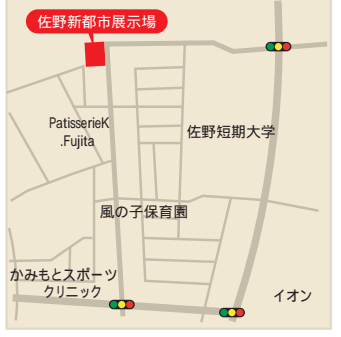 佐野新都市展示場
PatisserieK
.Fujita
佐野短期大学
風の子保育園
かみもとスポーツ
クリニック
イオン